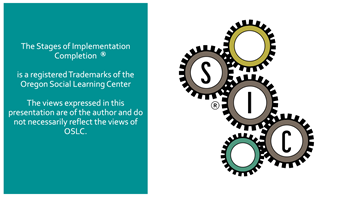 The Stages of Implementation
Completion ®
is a registered Trademarks of the
Oregon Social Learning Center
The views expressed in this
presentation are of the author and do
not necessarily reflect the views of
OSLC.
S
I
®
C